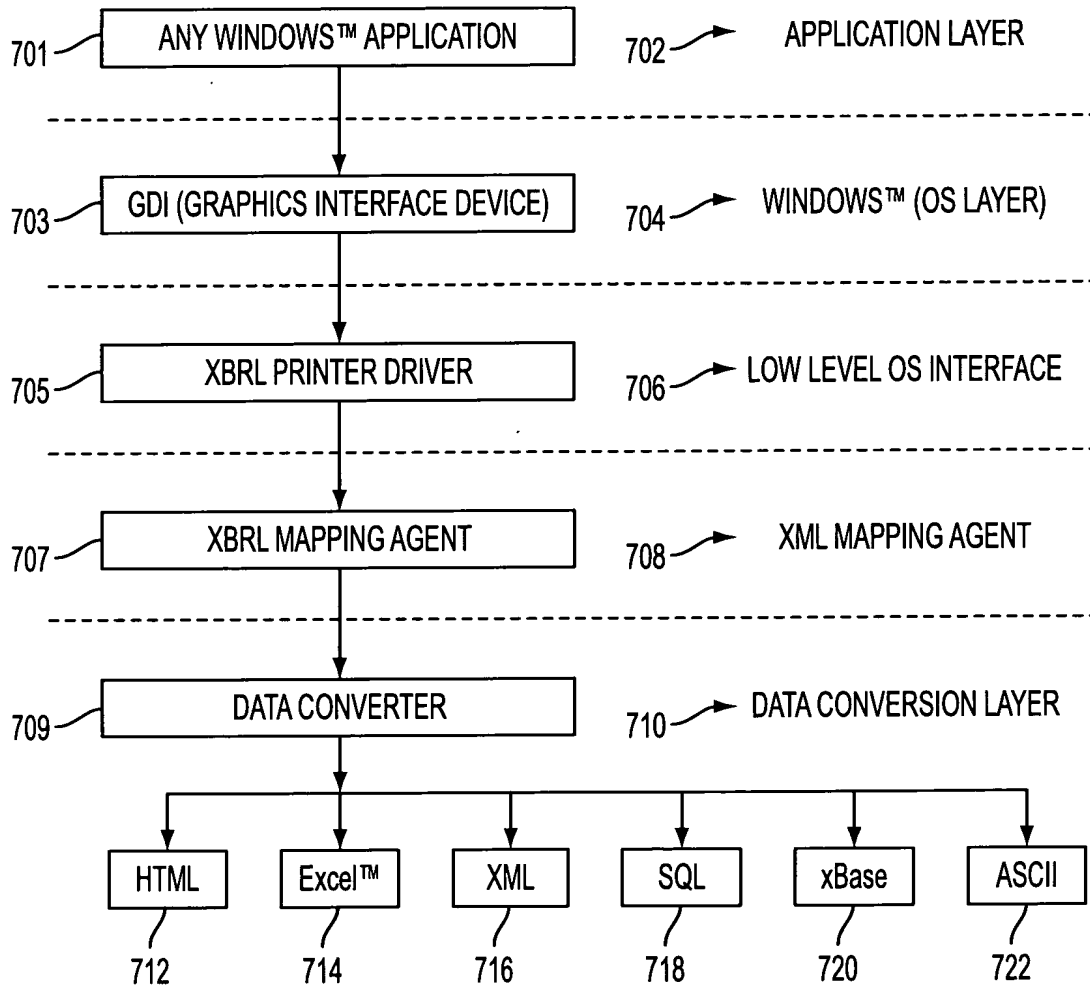 701 ANY WINDOWS™ APPLICATION 702 APPLICATION LAYER
703 GDI (GRAPHICS INTERFACE DEVICE) 704 WINDOWS™ (OS LAYER)
705 XBRL PRINTER DRIVER 706 LOW LEVEL OS INTERFACE
707 XBRL MAPPING AGENT 708 XML MAPPING AGENT
709 DATA CONVERTER 710 DATA CONVERSION LAYER
HTML Excel™ XML SQL xBase ASCII
712 714 716 718 720 722